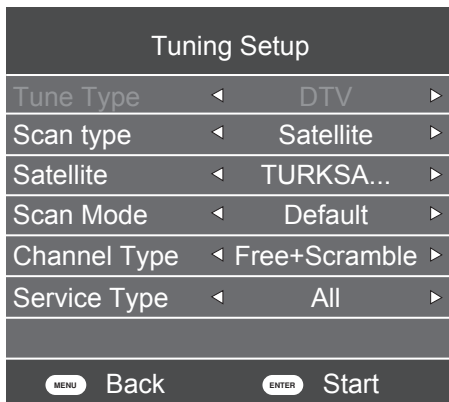 Tuning Setup
Tune Type DTV
Scan type Satellite
Satellite TURKSA...
Scan Mode Default
Channel Type Free+Scramble
Service Type All
MENU Back ENTER Start